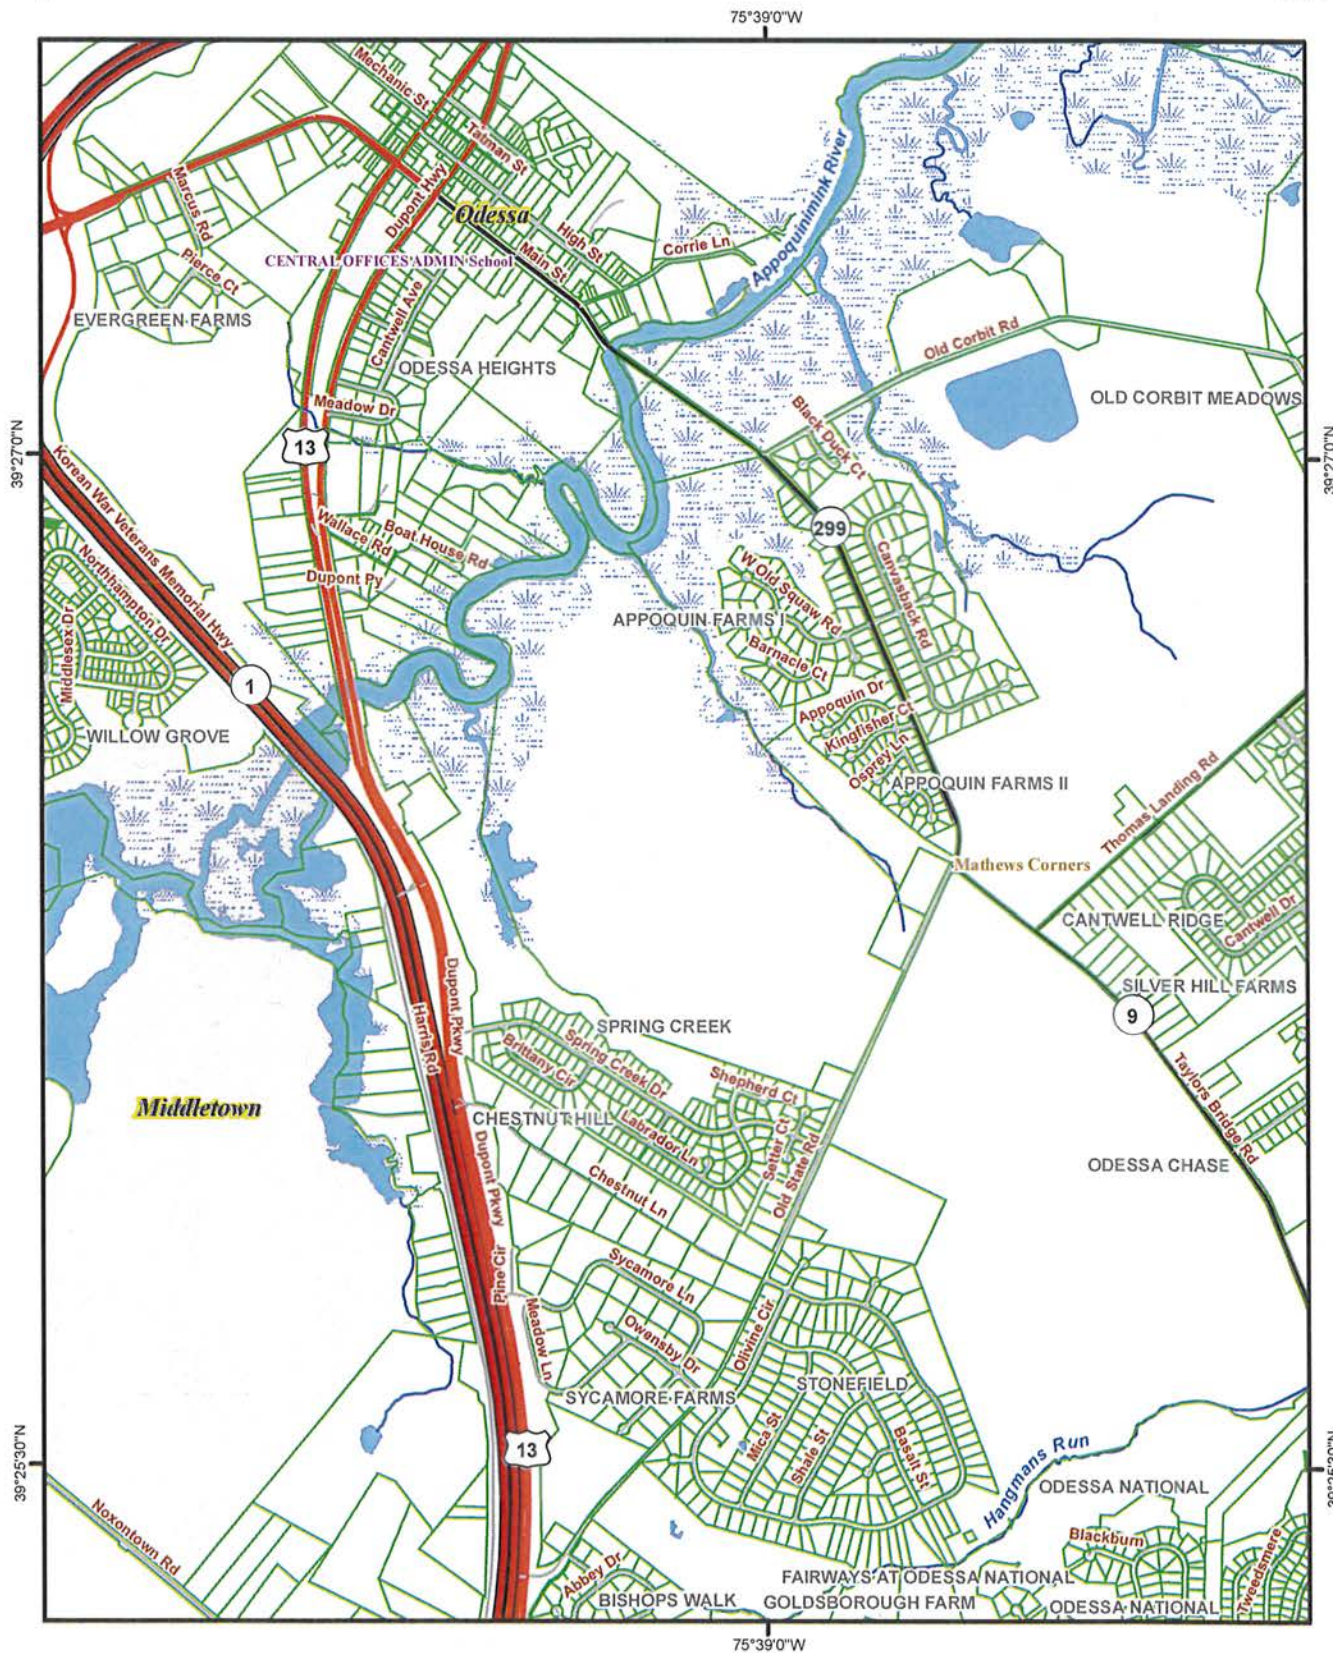 75°39'0"W
Mechanic St
Tatman St
Marcus Rd
Dupont Hwy
Odessa
High St
Corrie Ln
Appoquinimink River
Pierce Ct
CENTRAL OFFICES ADMIN School
Main St
EVERGREEN FARMS
Cantwell Ave
ODESSA HEIGHTS
Old Corbit Rd
OLD CORBIT MEADOWS
Meadow Dr
Black Duck Ct
13
39°27'0"N
39°27'0"N
Korean War Veterans Memorial Hwy
Wallace Rd
Boat House Rd
299
Northhampton Dr
Middlesex Dr
Dupont Py
W Old Squaw Rd
Canvasback Rd
APPOQUIN FARMS I
Barnacle Ct
1
Appoquin Dr
Kingfisher Ct
WILLOW GROVE
Osprey Ln
APPOQUIN FARMS II
Thomas Landing Rd
Mathews Corners
CANTWELL RIDGE
Cantwell Dr
Dupont Pkwy
SILVER HILL FARMS
Harris Rd
9
SPRING CREEK
Brittany Cir
Spring Creek Dr
Shepherd Ct
Taylors Bridge Rd
Middletown
CHESTNUT HILL
Labrador Ln
Setter Ct
Old State Rd
Dupont Pkwy
ODESSA CHASE
Chestnut Ln
Pine Cir
Sycamore Ln
Meadow Ln
Owensby Dr
Olivine Cir
SYCAMORE FARMS
STONEFIELD
Mica St
Shale St
Basalt St
13
39°25'30"N
39°25'30"N
Hangmans Run
ODESSA NATIONAL
Noxontown Rd
Blackburn
Tweedsmere
Abbey Dr
FAIRWAYS AT ODESSA NATIONAL
BISHOPS WALK
GOLDSBOROUGH FARM
ODESSA NATIONAL
75°39'0"W